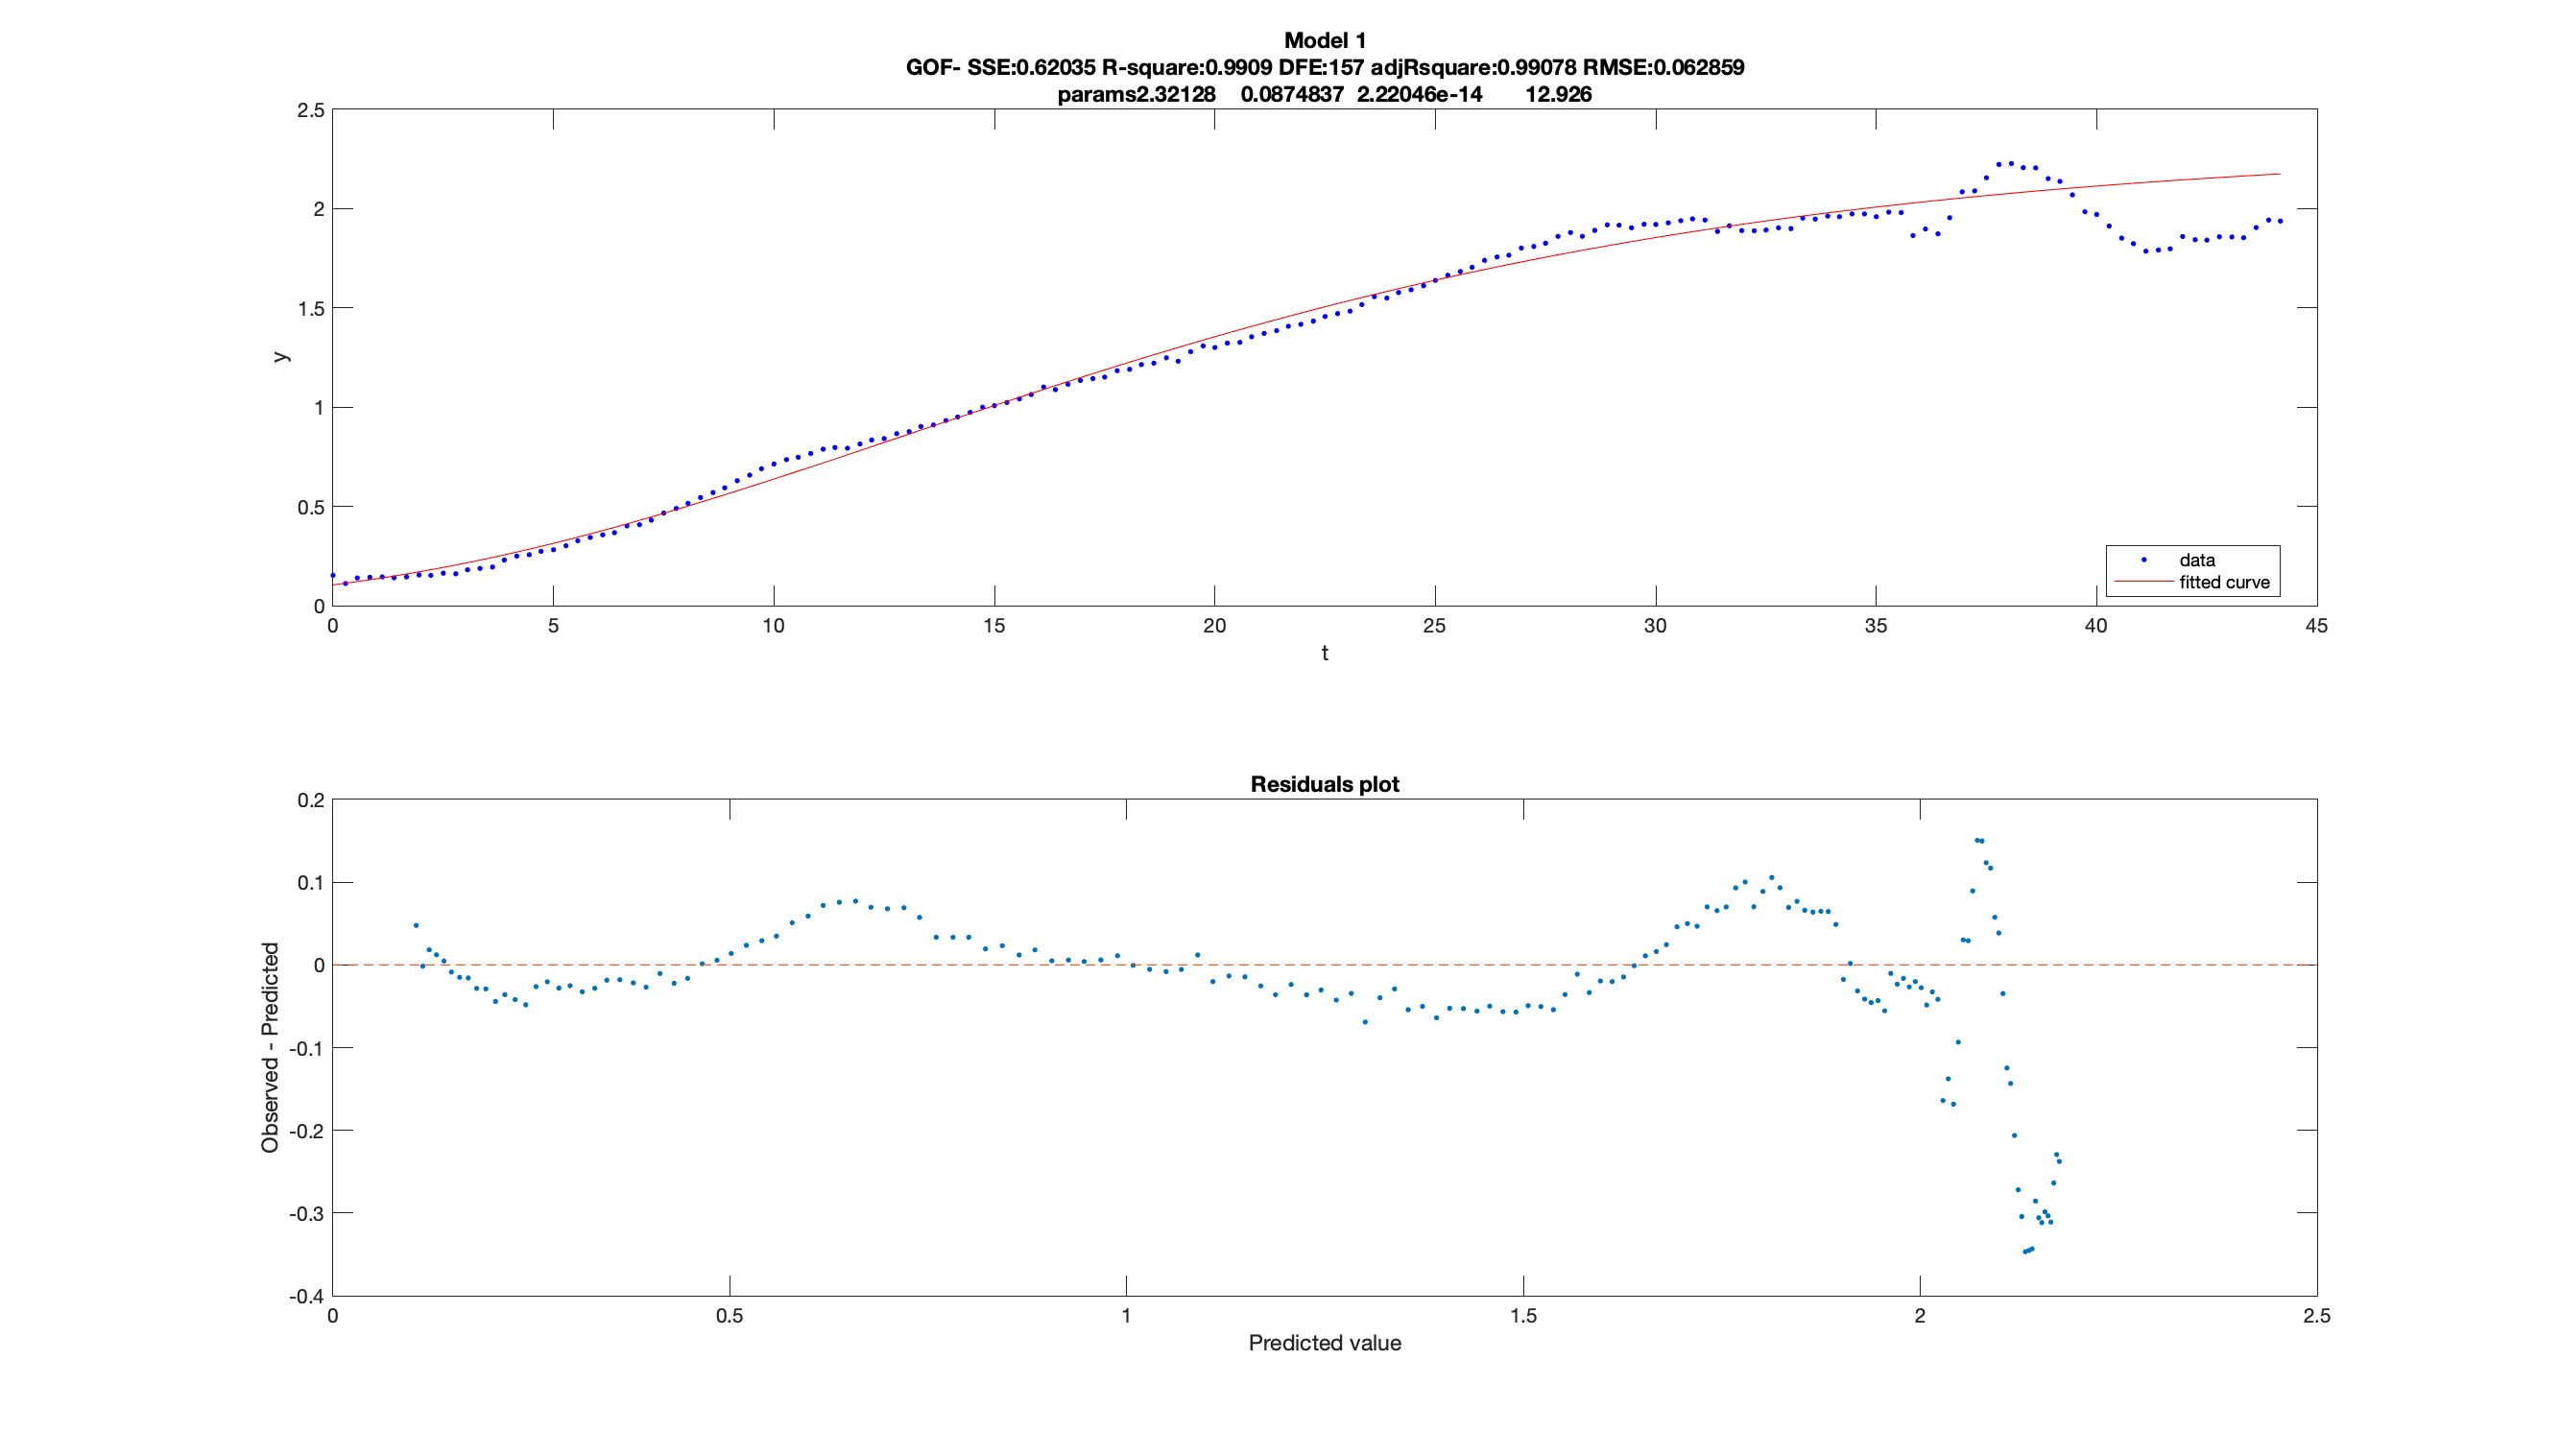 Model 1
GOF- SSE:0.62035 R-square:0.9909 DFE:157 adjRsquare:0.99078 RMSE:0.062859
params2.32128 0.0874837 2.22046e-14 12.926
2.5
2
1.5
1
0.5
0
y
0 5 10 15 20 25 30 35 40 45
t
data
fitted curve
Residuals plot
0.2
0.1
0
-0.1
-0.2
-0.3
-0.4
Observed - Predicted
0 0.5 1 1.5 2 2.5
Predicted value